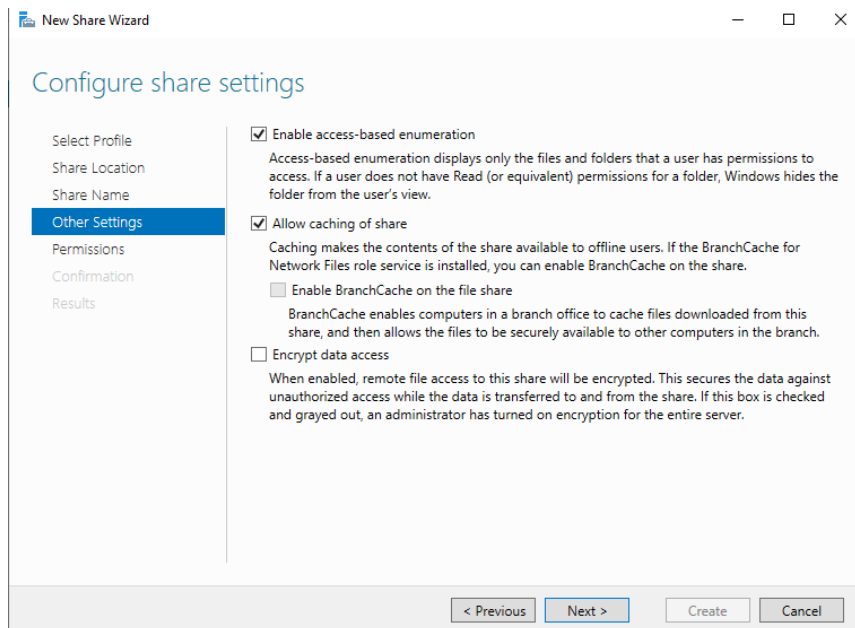 New Share Wizard
Configure share settings
Select Profile
Share Location
Share Name
Other Settings
Permissions
Confirmation
Results
Enable access-based enumeration
Access-based enumeration displays only the files and folders that a user has permissions to
access. If a user does not have Read (or equivalent) permissions for a folder, Windows hides the
folder from the user's view.
Allow caching of share
Caching makes the contents of the share available to offline users. If the BranchCache for
Network Files role service is installed, you can enable BranchCache on the share.
Enable BranchCache on the file share
BranchCache enables computers in a branch office to cache files downloaded from this
share, and then allows the files to be securely available to other computers in the branch.
Encrypt data access
When enabled, remote file access to this share will be encrypted. This secures the data against
unauthorized access while the data is transferred to and from the share. If this box is checked
and grayed out, an administrator has turned on encryption for the entire server.
< Previous
Next >
Create
Cancel